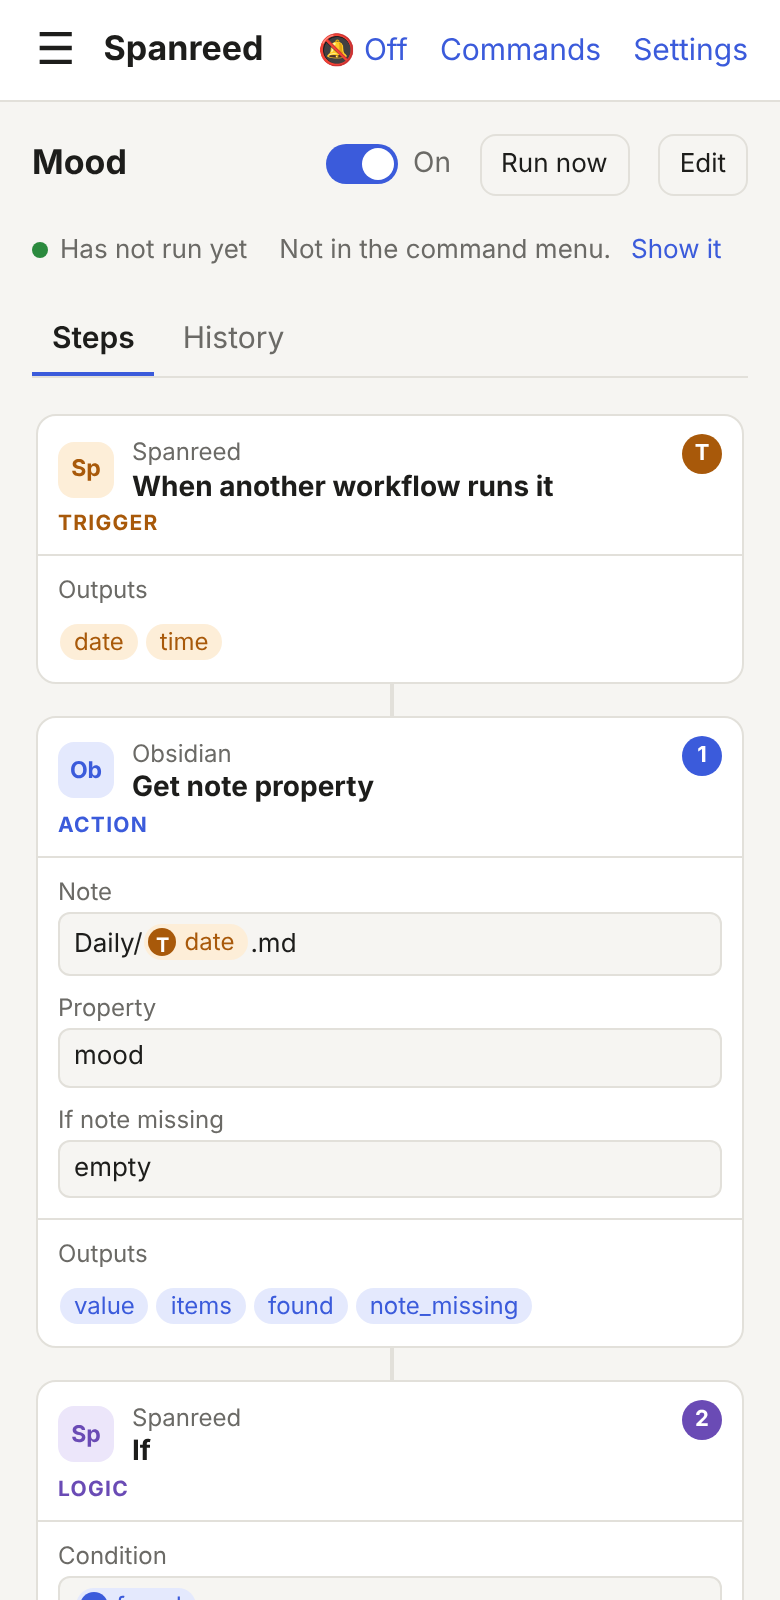 ☰ Spanreed 🔕 Off Commands Settings
Mood On Run now Edit
Has not run yet Not in the command menu. Show it
Steps History
Sp Spanreed T
When another workflow runs it
TRIGGER
Outputs
date time
Ob Obsidian 1
Get note property
ACTION
Note
Daily/ T date .md
Property
mood
If note missing
empty
Outputs
value items found note_missing
Sp Spanreed 2
If
LOGIC
Condition